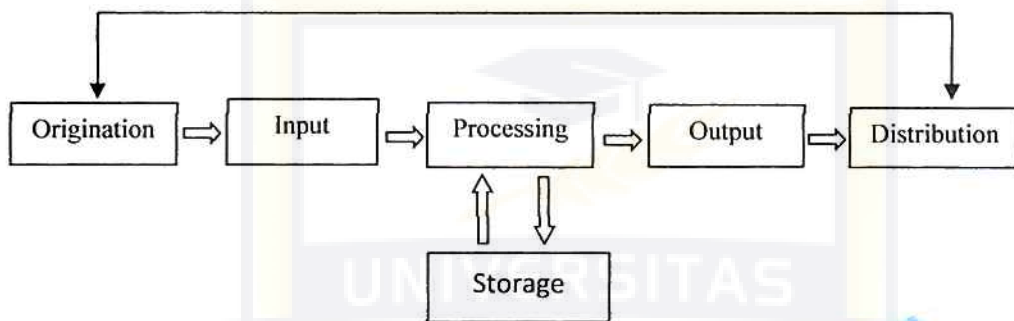 Origination Input Processing Output Distribution
Storage
UNIVERSITAS